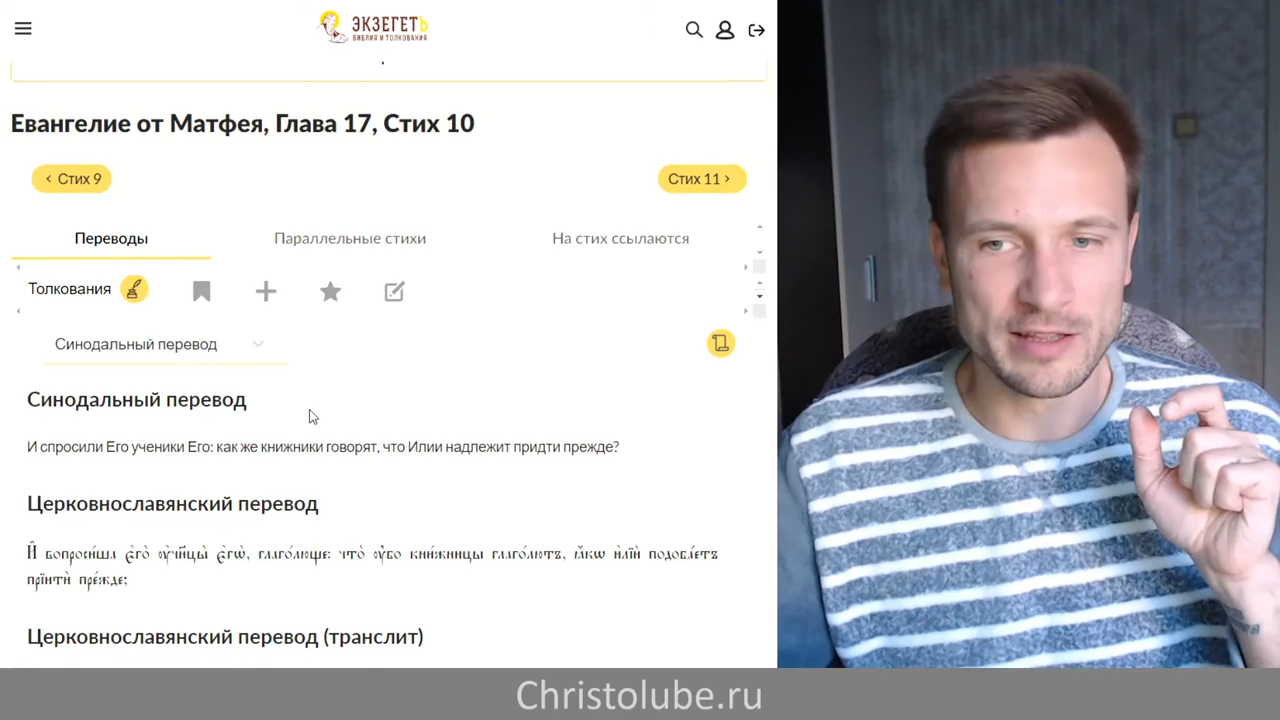 ЭКЗЕГЕТЬ
БИБЛИЯ И ТОЛКОВАНИЯ
Евангелие от Матфея, Глава 17, Стих 10
‹ Стих 9
Стих 11 ›
Переводы
Параллельные стихи
На стих ссылаются
Толкования
Синодальный перевод
Синодальный перевод
И спросили Его ученики Его: как же книжники говорят, что Илии надлежит придти прежде?
Церковнославянский перевод
И҆ вопроси́ша є҆го̀ ᲂу҆чн҃цы̀ є҆гѡ̀, глаго́люще: что̀ ᲂу҆̀бо кни́жницы глаго́лютъ, ꙗ҆́кѡ и҆лїѝ подоба́етъ
прїитѝ пре́жде;
Церковнославянский перевод (транслит)
Christolube.ru